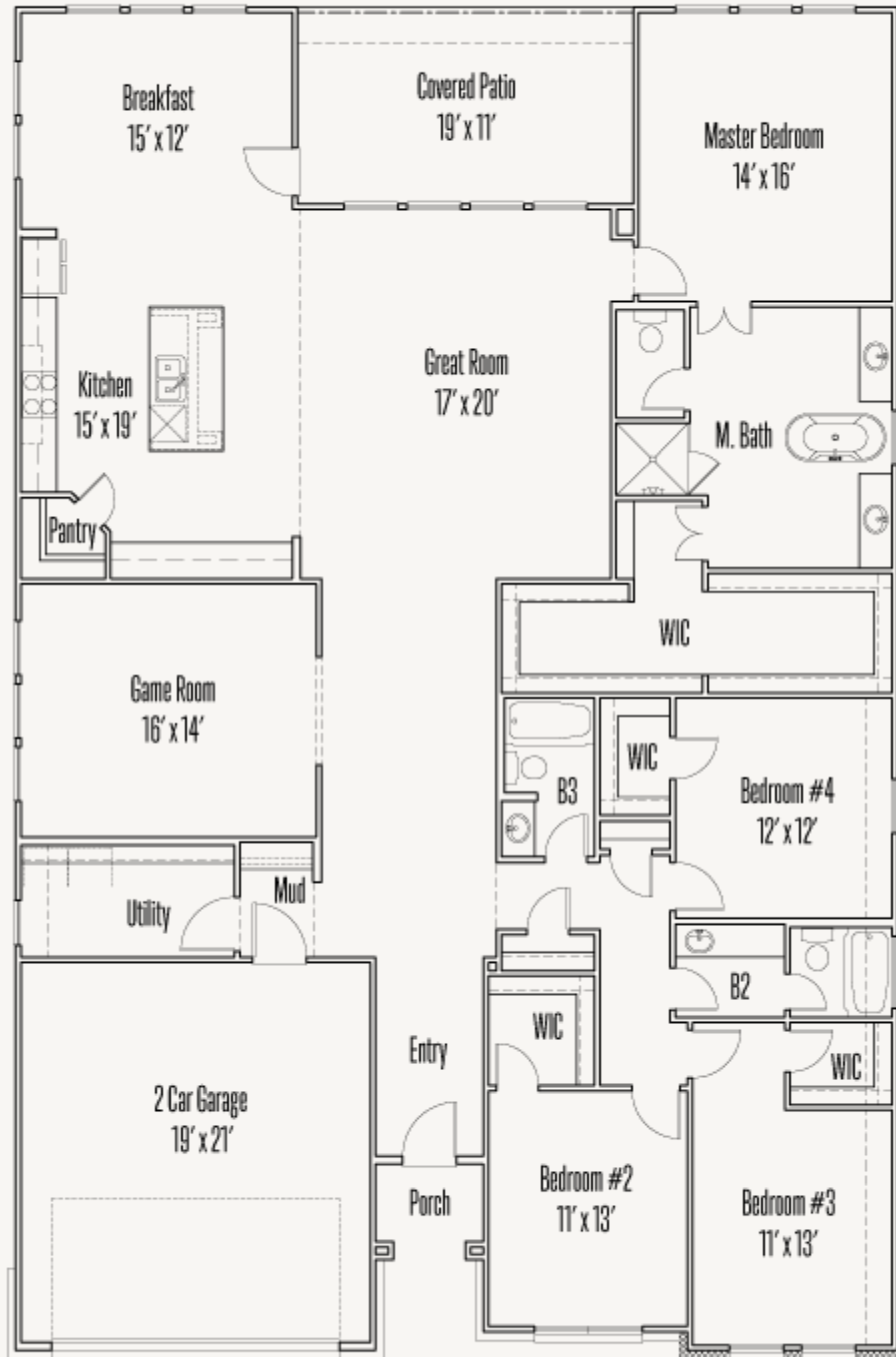 Breakfast
15' x 12'
Covered Patio
19' x 11'
Master Bedroom
14' x 16'
Kitchen
15' x 19'
Great Room
17' x 20'
M. Bath
Pantry
WIC
Game Room
16' x 14'
B3
WIC
Bedroom #4
12' x 12'
Utility
Mud
B2
WIC
Entry
WIC
2 Car Garage
19' x 21'
Porch
Bedroom #2
11' x 13'
Bedroom #3
11' x 13'